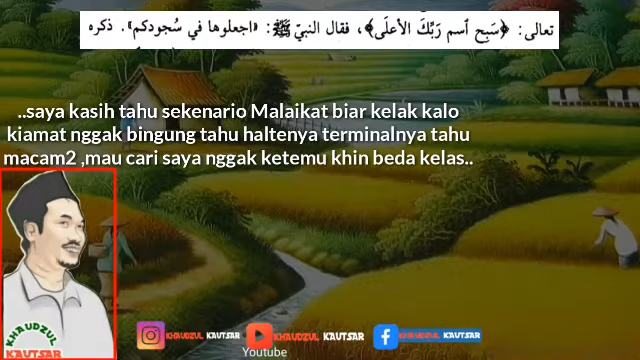 تعالى: ﴿سَبِّحِ ٱسم رَبِّكَ الأعلَى﴾، فقال النبيّ ﷺ: «اجعلوها في سُجودكم». ذكره
..saya kasih tahu sekenario Malaikat biar kelak kalo
kiamat nggak bingung tahu haltenya terminalnya tahu
macam2 ,mau cari saya nggak ketemu khin beda kelas..
KHAUDZUL
KAUTSAR
KHAUDZUL KAUTSAR
KHAUDZUL KAUTSAR
KHAUDZUL KAUTSAR
Youtube